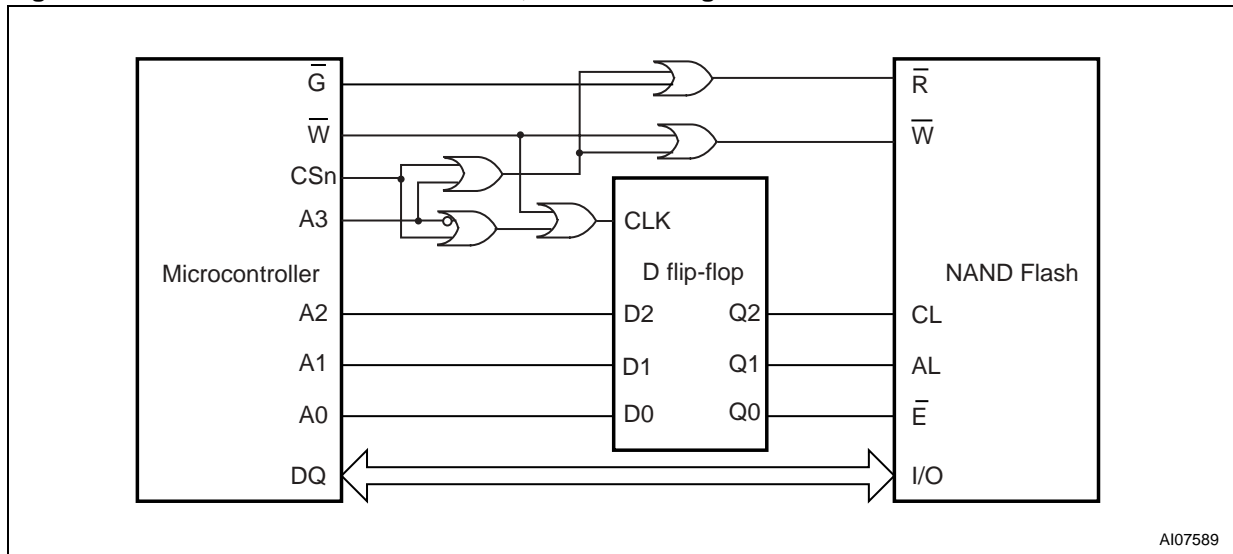 G̅
W̅
CSn
A3
Microcontroller
A2
A1
A0
DQ
CLK
D flip-flop
D2 Q2
D1 Q1
D0 Q0
R̅
W̅
NAND Flash
CL
AL
E̅
I/O
AI07589